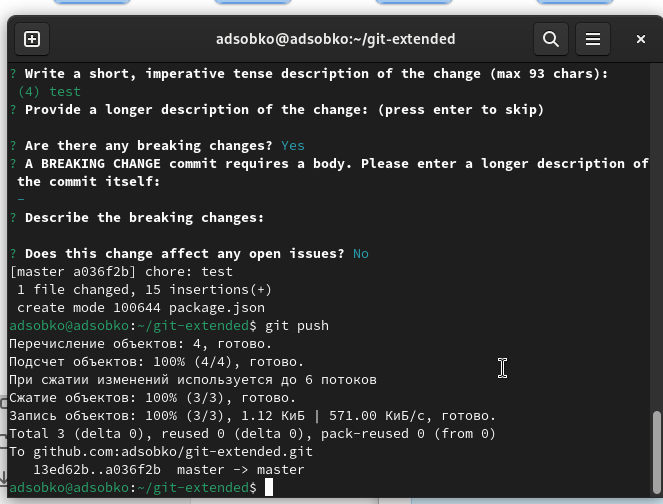 adsobko@adsobko:~/git-extended
? Write a short, imperative tense description of the change (max 93 chars):
(4) test
? Provide a longer description of the change: (press enter to skip)
? Are there any breaking changes? Yes
? A BREAKING CHANGE commit requires a body. Please enter a longer description of
the commit itself:
-
? Describe the breaking changes:
? Does this change affect any open issues? No
[master a036f2b] chore: test
1 file changed, 15 insertions(+)
create mode 100644 package.json
adsobko@adsobko:~/git-extended$ git push
Перечисление объектов: 4, готово.
Подсчет объектов: 100% (4/4), готово.
При сжатии изменений используется до 6 потоков
Сжатие объектов: 100% (3/3), готово.
Запись объектов: 100% (3/3), 1.12 КиБ | 571.00 КиБ/с, готово.
Total 3 (delta 0), reused 0 (delta 0), pack-reused 0 (from 0)
To github.com:adsobko/git-extended.git
13ed62b..a036f2b  master -> master
adsobko@adsobko:~/git-extended$